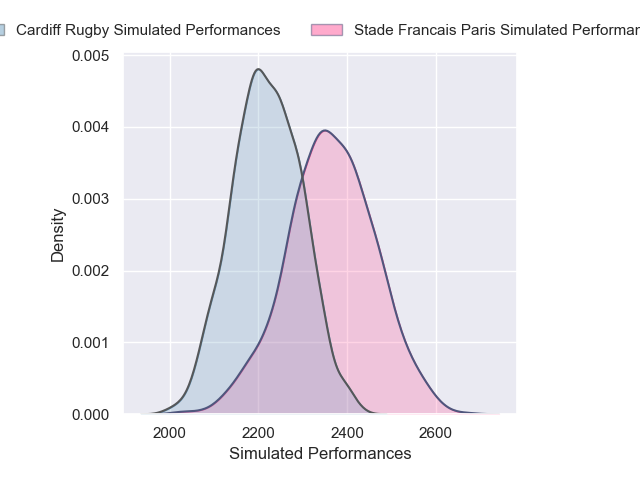 Cardiff Rugby Simulated Performances
Stade Francais Paris Simulated
0.005
0.004
0.003
0.002
0.001
0.000
Density
2000
2200
2400
2600
Simulated Performances